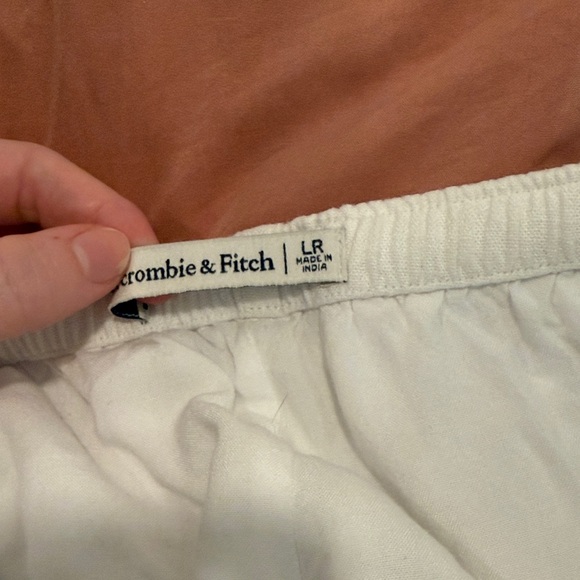 crombie & Fitch | LR
MADE IN
INDIA